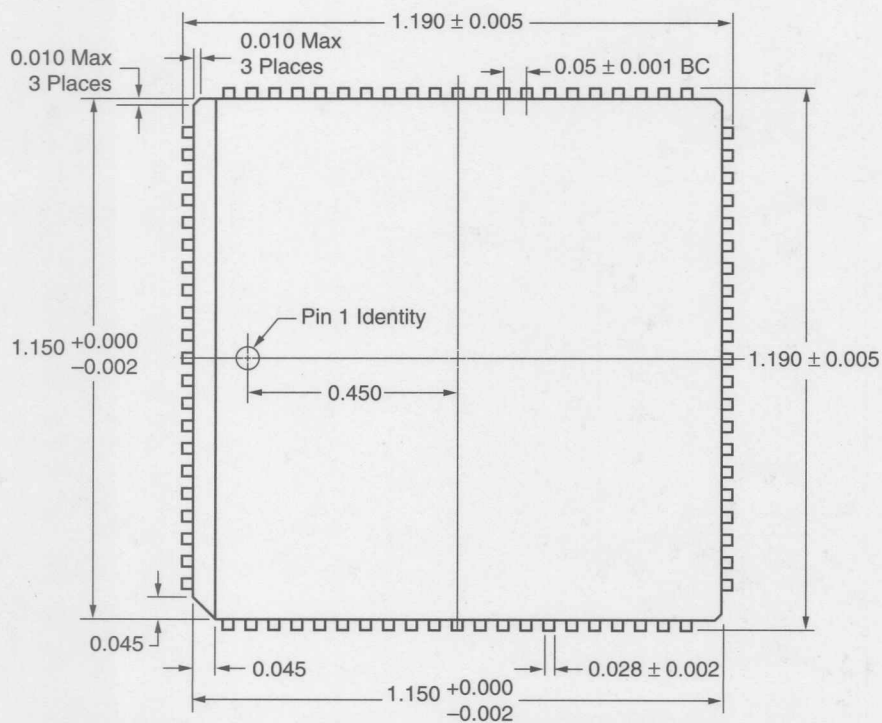 1.190 ± 0.005
0.010 Max
3 Places
0.010 Max
3 Places
0.05 ± 0.001 BC
Pin 1 Identity
1.150 +0.000
−0.002
1.190 ± 0.005
0.450
0.045
0.045
0.028 ± 0.002
1.150 +0.000
−0.002